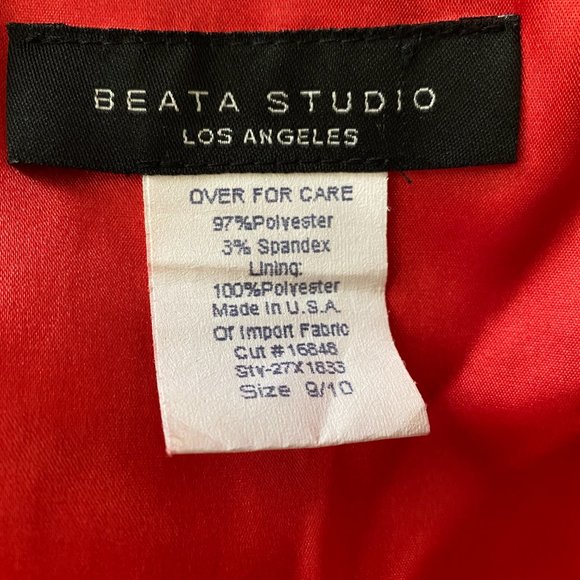 BEATA STUDIO
LOS ANGELES
OVER FOR CARE
97%Polyester
3% Spandex
Lining:
100%Polyester
Made In U.S.A.
Of Import Fabric
Cut #16848
Sty-27X1833
Size 9/10